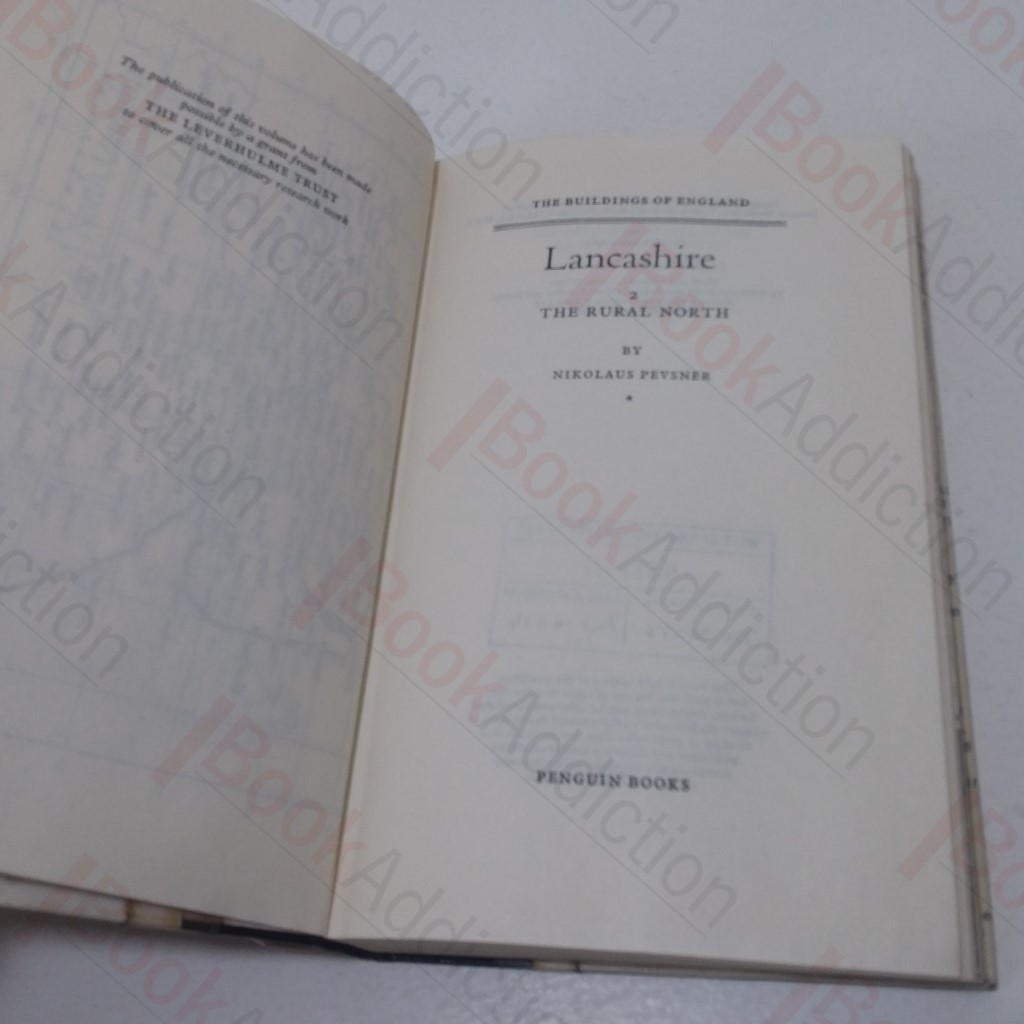 The publication of this volume has been made
possible by a grant from
THE LEVERHULME TRUST
to cover all the necessary research work
THE BUILDINGS OF ENGLAND
Lancashire
2
THE RURAL NORTH
BY
NIKOLAUS PEVSNER
*
PENGUIN BOOKS
BookAddiction